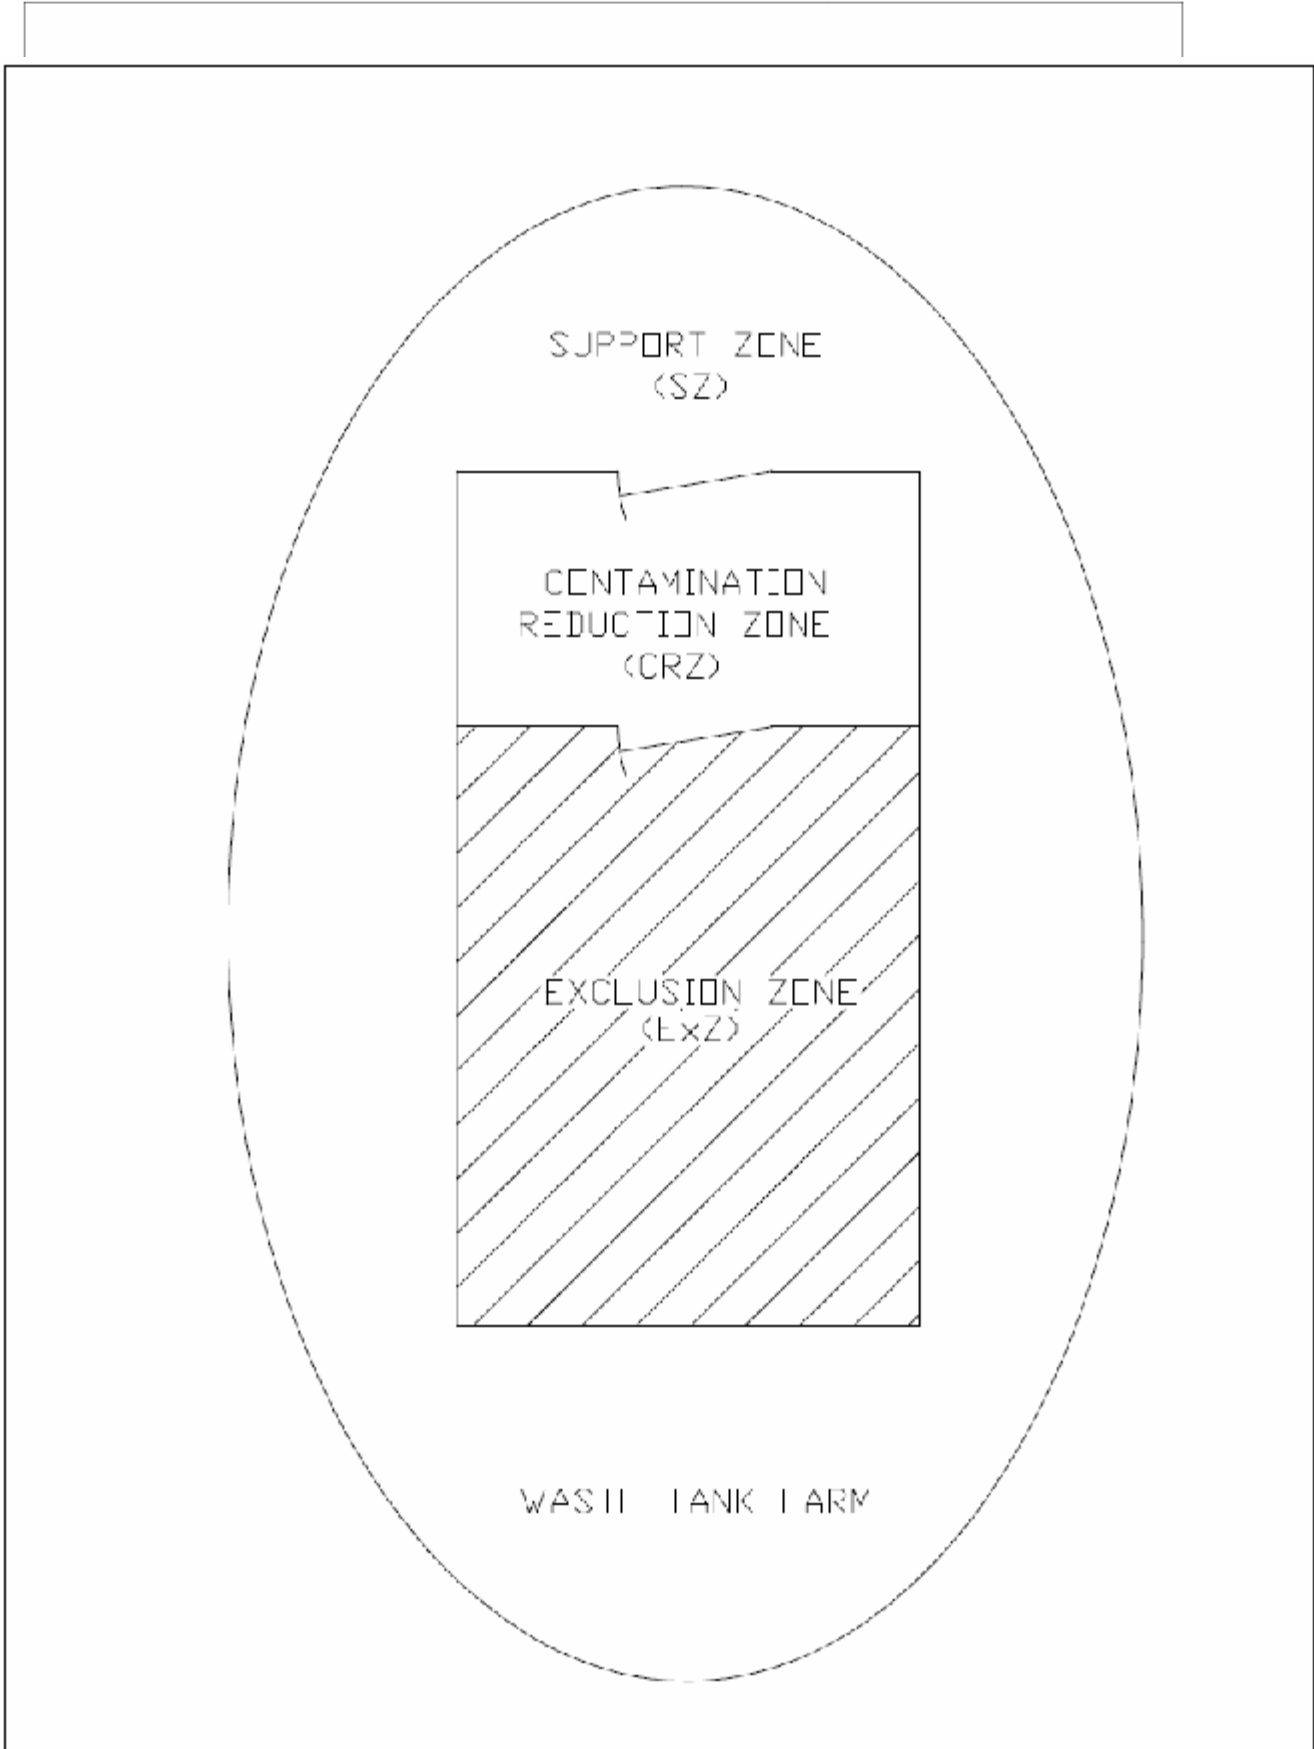 SUPPORT ZONE
(SZ)
CONTAMINATION
REDUCTION ZONE
(CRZ)
EXCLUSION ZONE
(ExZ)
WASTE TANK FARM